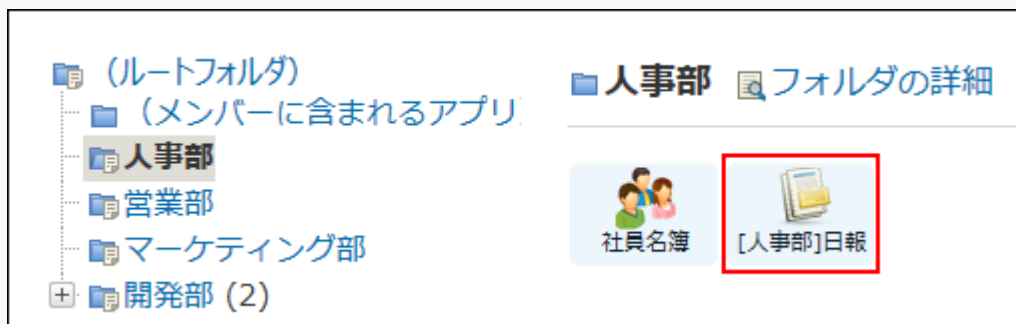 (ルートフォルダ)
(メンバーに含まれるアプリ
人事部
営業部
マーケティング部
開発部 (2)
人事部 フォルダの詳細
社員名簿
[人事部]日報